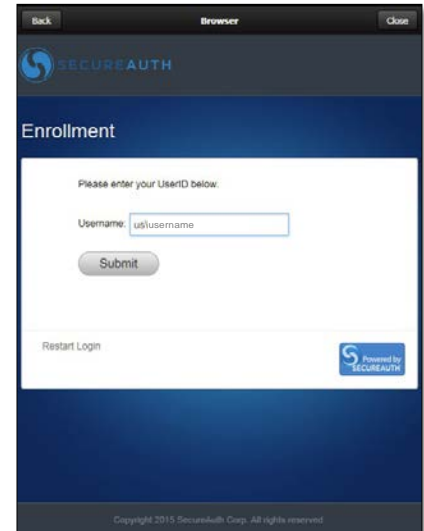 Back Browser Close
SECUREAUTH
Enrollment
Please enter your UserID below.
Username: us\username
Submit
Restart Login
Powered by
SECUREAUTH
Copyright 2015 SecureAuth Corp. All rights reserved